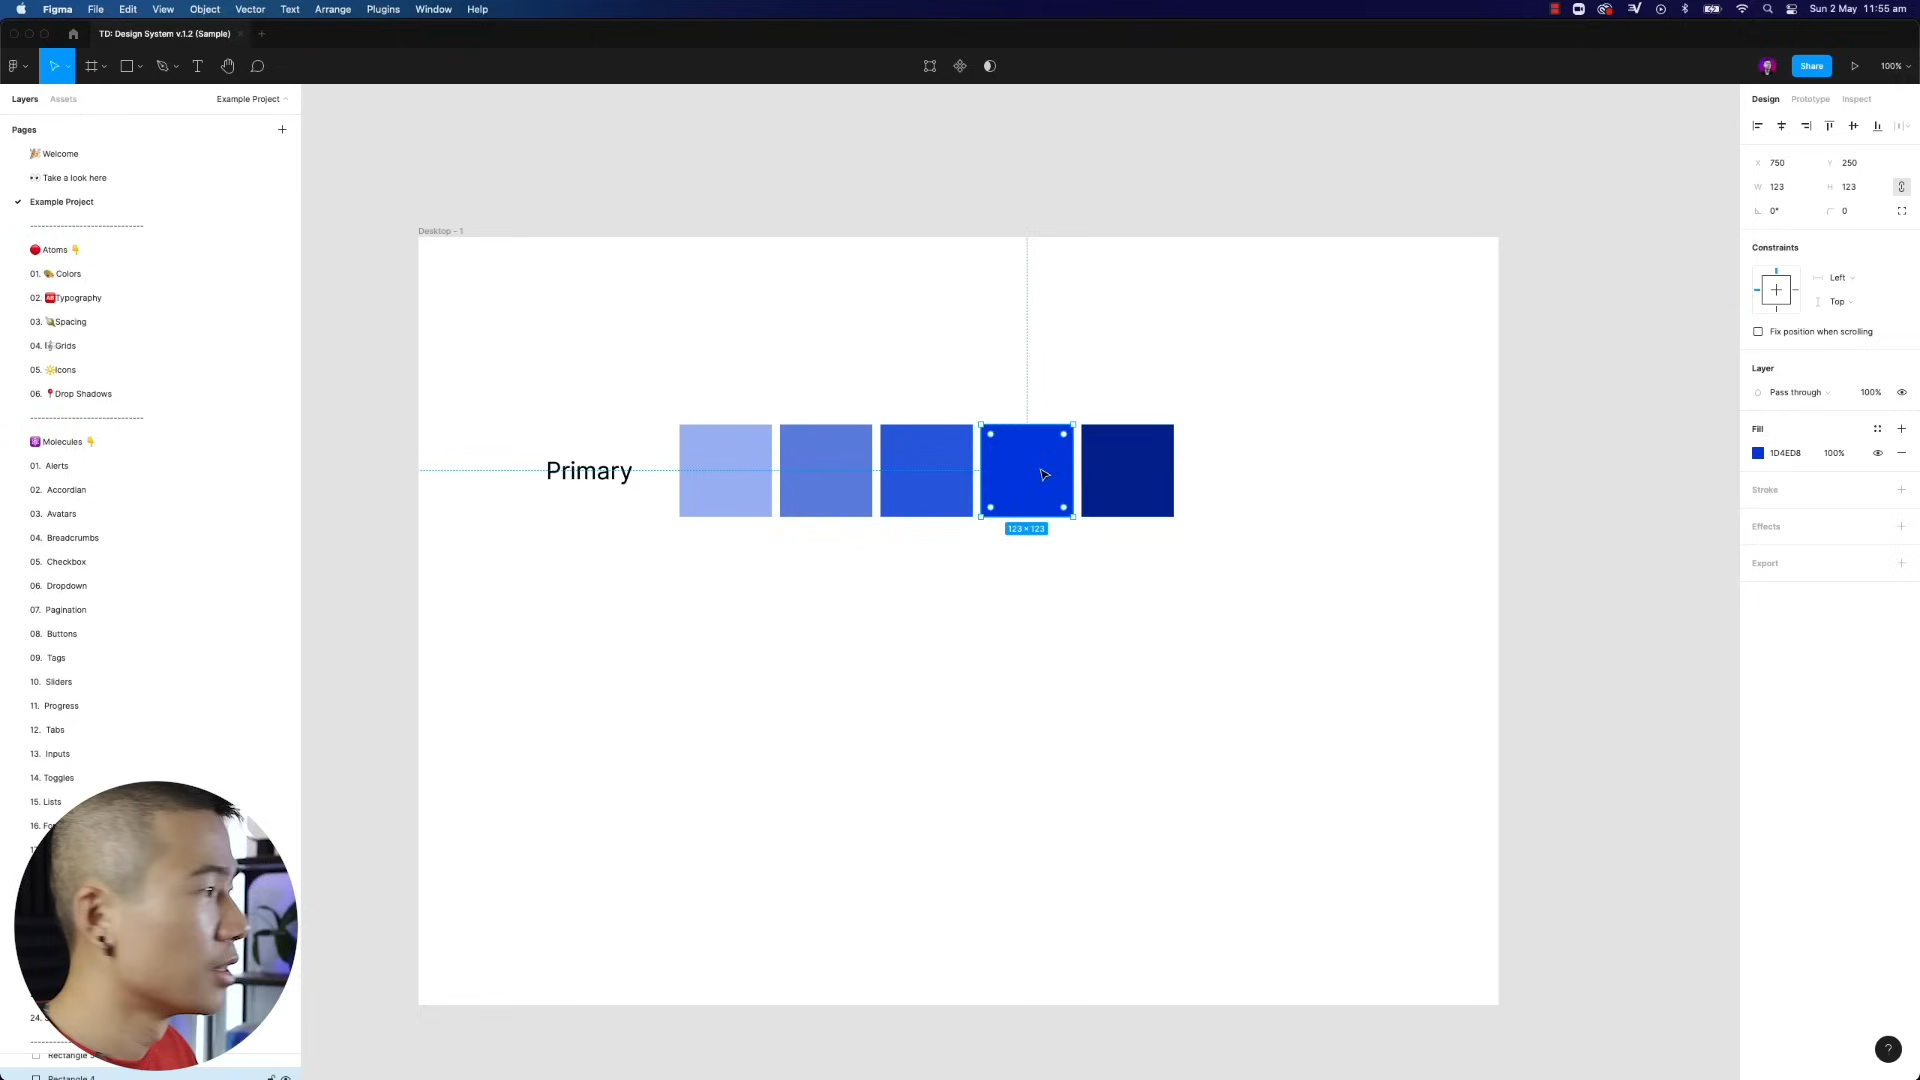 Figma File Edit View Object Vector Text Arrange Plugins Window Help Sun 2 May 11:55 am
TD: Design System v.1.2 (Sample)
Share 100%
Layers Assets Example Project
Pages
Welcome
Take a look here
Example Project
------------------------------
Atoms
01. Colors
02. Typography
03. Spacing
04. Grids
05. Icons
06. Drop Shadows
------------------------------
Molecules
01. Alerts
02. Accordian
03. Avatars
04. Breadcrumbs
05. Checkbox
06. Dropdown
07. Pagination
08. Buttons
09. Tags
10. Sliders
11. Progress
12. Tabs
13. Inputs
14. Toggles
15. Lists
16.
24.
Rectangle
Rectangle 4
Desktop - 1
Primary
123 × 123
Design Prototype Inspect
X 750 Y 250
W 123 H 123
0° 0
Constraints
Left
Top
Fix position when scrolling
Layer
Pass through 100%
Fill
1D4ED8 100%
Stroke
Effects
Export
?